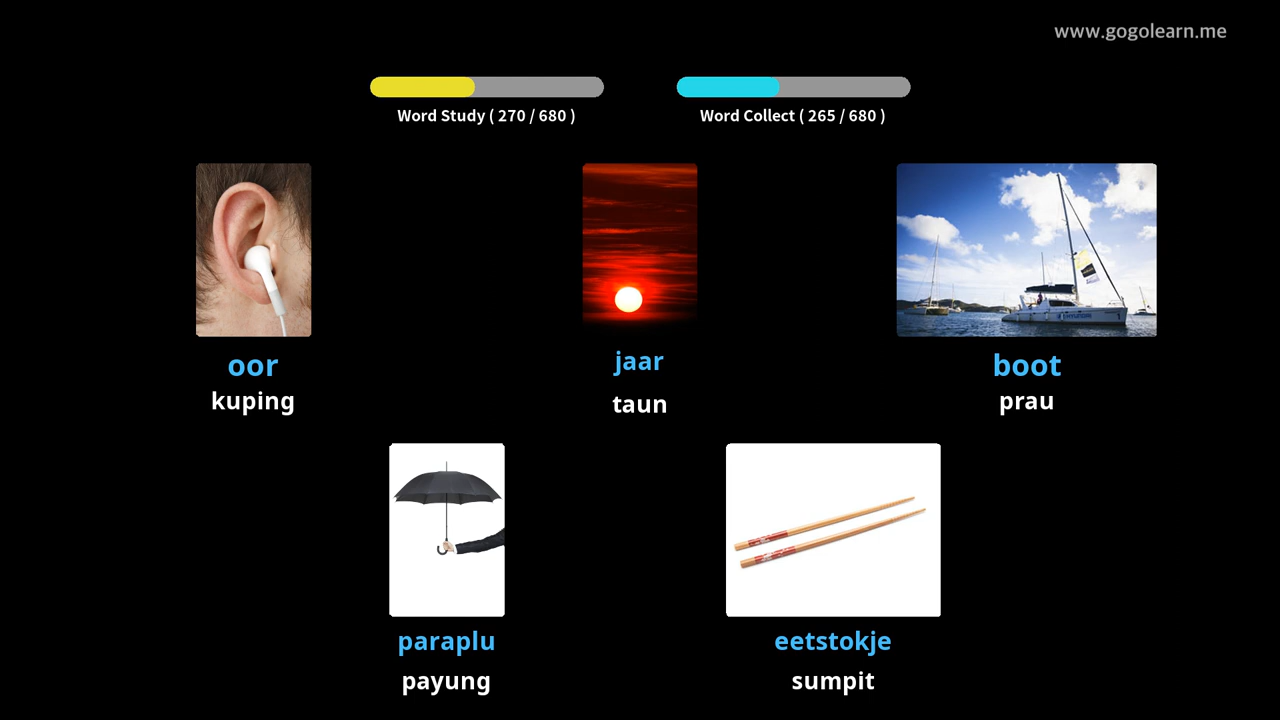 www.gogolearn.me
Word Study ( 270 / 680 )
Word Collect ( 265 / 680 )
oor
kuping
jaar
taun
boot
prau
paraplu
payung
eetstokje
sumpit